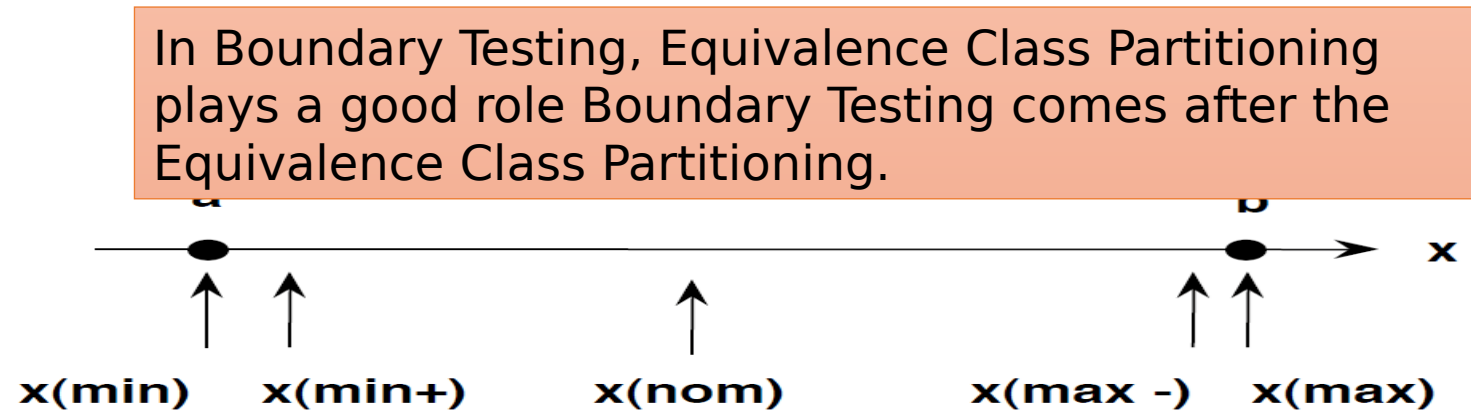 In Boundary Testing, Equivalence Class Partitioning
plays a good role Boundary Testing comes after the
Equivalence Class Partitioning.
a b
x
x(min) x(min+) x(nom) x(max -) x(max)